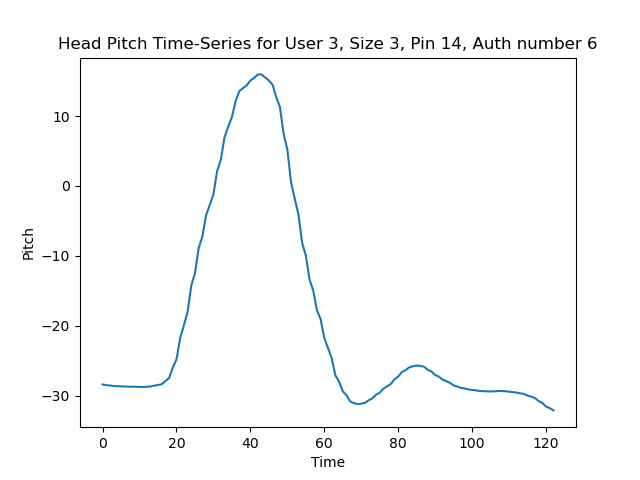 Head Pitch Time-Series for User 3, Size 3, Pin 14, Auth number 6
10
0
−10
−20
−30
Pitch
0 20 40 60 80 100 120
Time